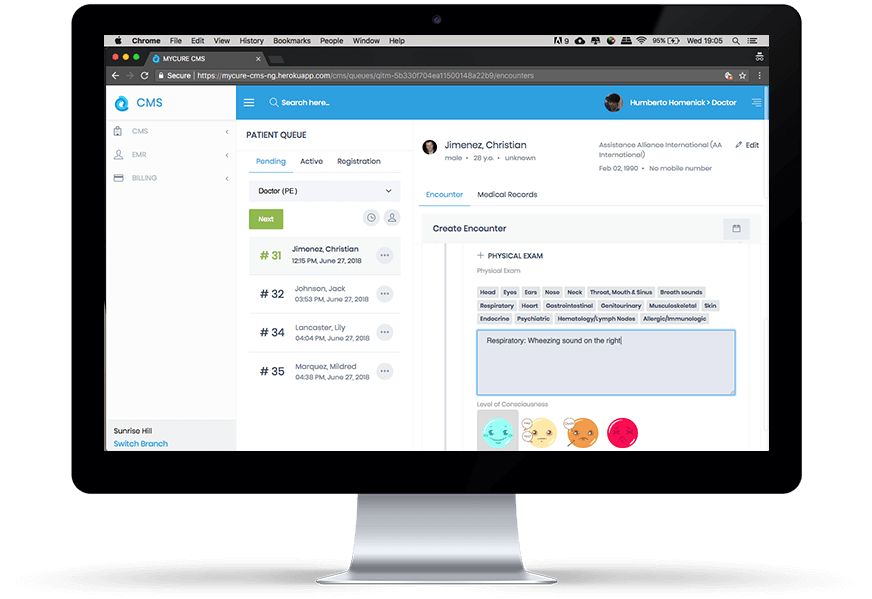 Chrome File Edit View History Bookmarks People Window Help 9 95% Wed 19:05
MYCURE CMS
Secure https://mycure-cms-ng.herokuapp.com/cms/queues/qitm-5b330f704ea11500148a22b9/encounters
CMS Search here.. Humberto Homenick > Doctor
CMS
EMR
BILLING
Sunrise Hill
Switch Branch
PATIENT QUEUE
Pending Active Registration
Doctor (PE)
Next
# 31 Jimenez, Christian
12:15 PM, June 27, 2018
# 32 Johnson, Jack
03:53 PM, June 27, 2018
# 34 Lancaster, Lily
04:04 PM, June 27, 2018
# 35 Marquez, Mildred
04:38 PM, June 27, 2018
Jimenez, Christian
male • 28 y.o. • unknown
Assistance Alliance International (AA
International)
Feb 02, 1990 • No mobile number
Edit
Encounter Medical Records
Create Encounter
+ PHYSICAL EXAM
Physical Exam
Head Eyes Ears Nose Neck Throat, Mouth & Sinus Breath sounds
Respiratory Heart Gastrointestinal Genitourinary Musculoskeletal Skin
Endocrine Psychiatric Hematology/Lymph Nodes Allergic/Immunologic
Respiratory: Wheezing sound on the right
Level of Consciousness